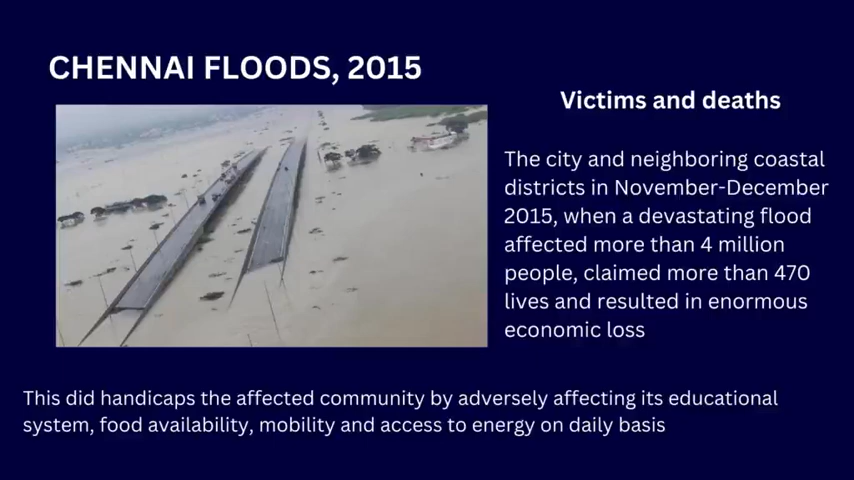 CHENNAI FLOODS, 2015
Victims and deaths
The city and neighboring coastal
districts in November-December
2015, when a devastating flood
affected more than 4 million
people, claimed more than 470
lives and resulted in enormous
economic loss
This did handicaps the affected community by adversely affecting its educational
system, food availability, mobility and access to energy on daily basis